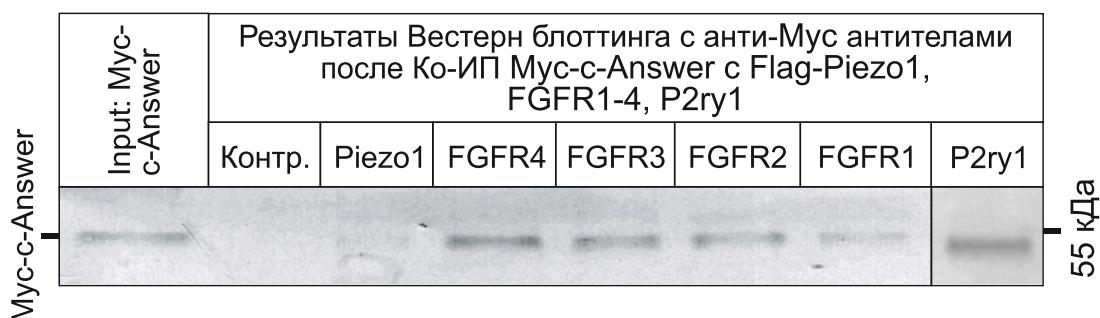 Input: Myc-
c-Answer
Результаты Вестерн блоттинга с анти-Myc антителами
после Ко-ИП Myc-c-Answer с Flag-Piezo1,
FGFR1-4, P2ry1
Контр. Piezo1 FGFR4 FGFR3 FGFR2 FGFR1 P2ry1
Myc-c-Answer
55 кДа